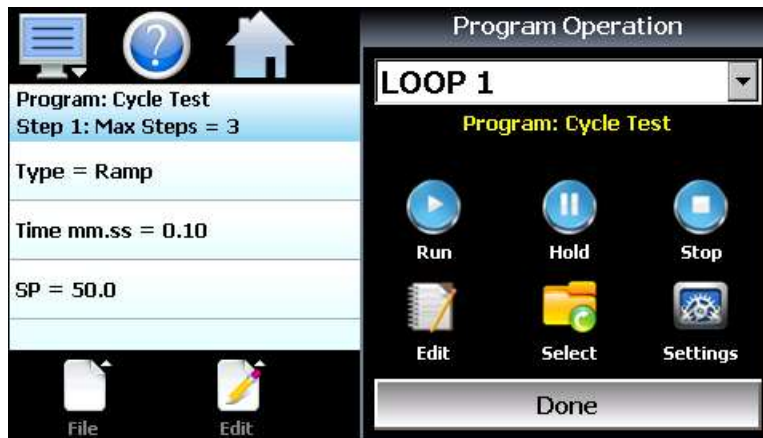 Program: Cycle Test
Step 1: Max Steps = 3
Type = Ramp
Time mm.ss = 0.10
SP = 50.0
File
Edit
Program Operation
LOOP 1
Program: Cycle Test
Run
Hold
Stop
Edit
Select
Settings
Done